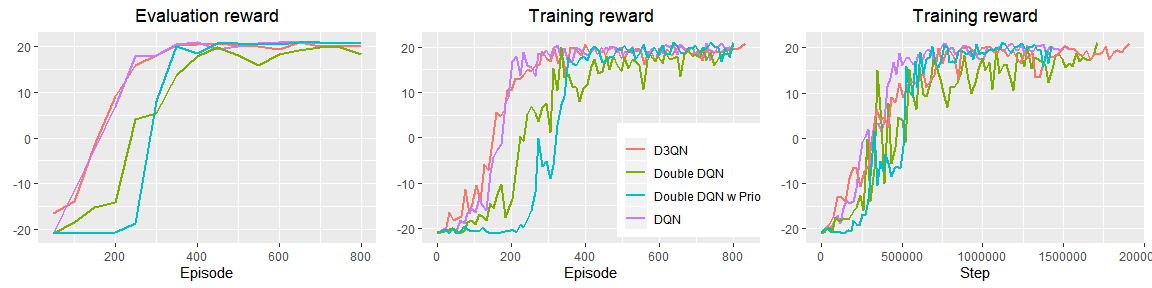 Evaluation reward
20
10
0
-10
-20
200
400
600
800
Episode
Training reward
20
10
0
-10
-20
0
200
400
600
800
Episode
D3QN
Double DQN
Double DQN w Prio
DQN
Training reward
20
10
0
-10
-20
0
500000
1000000
1500000
20000
Step